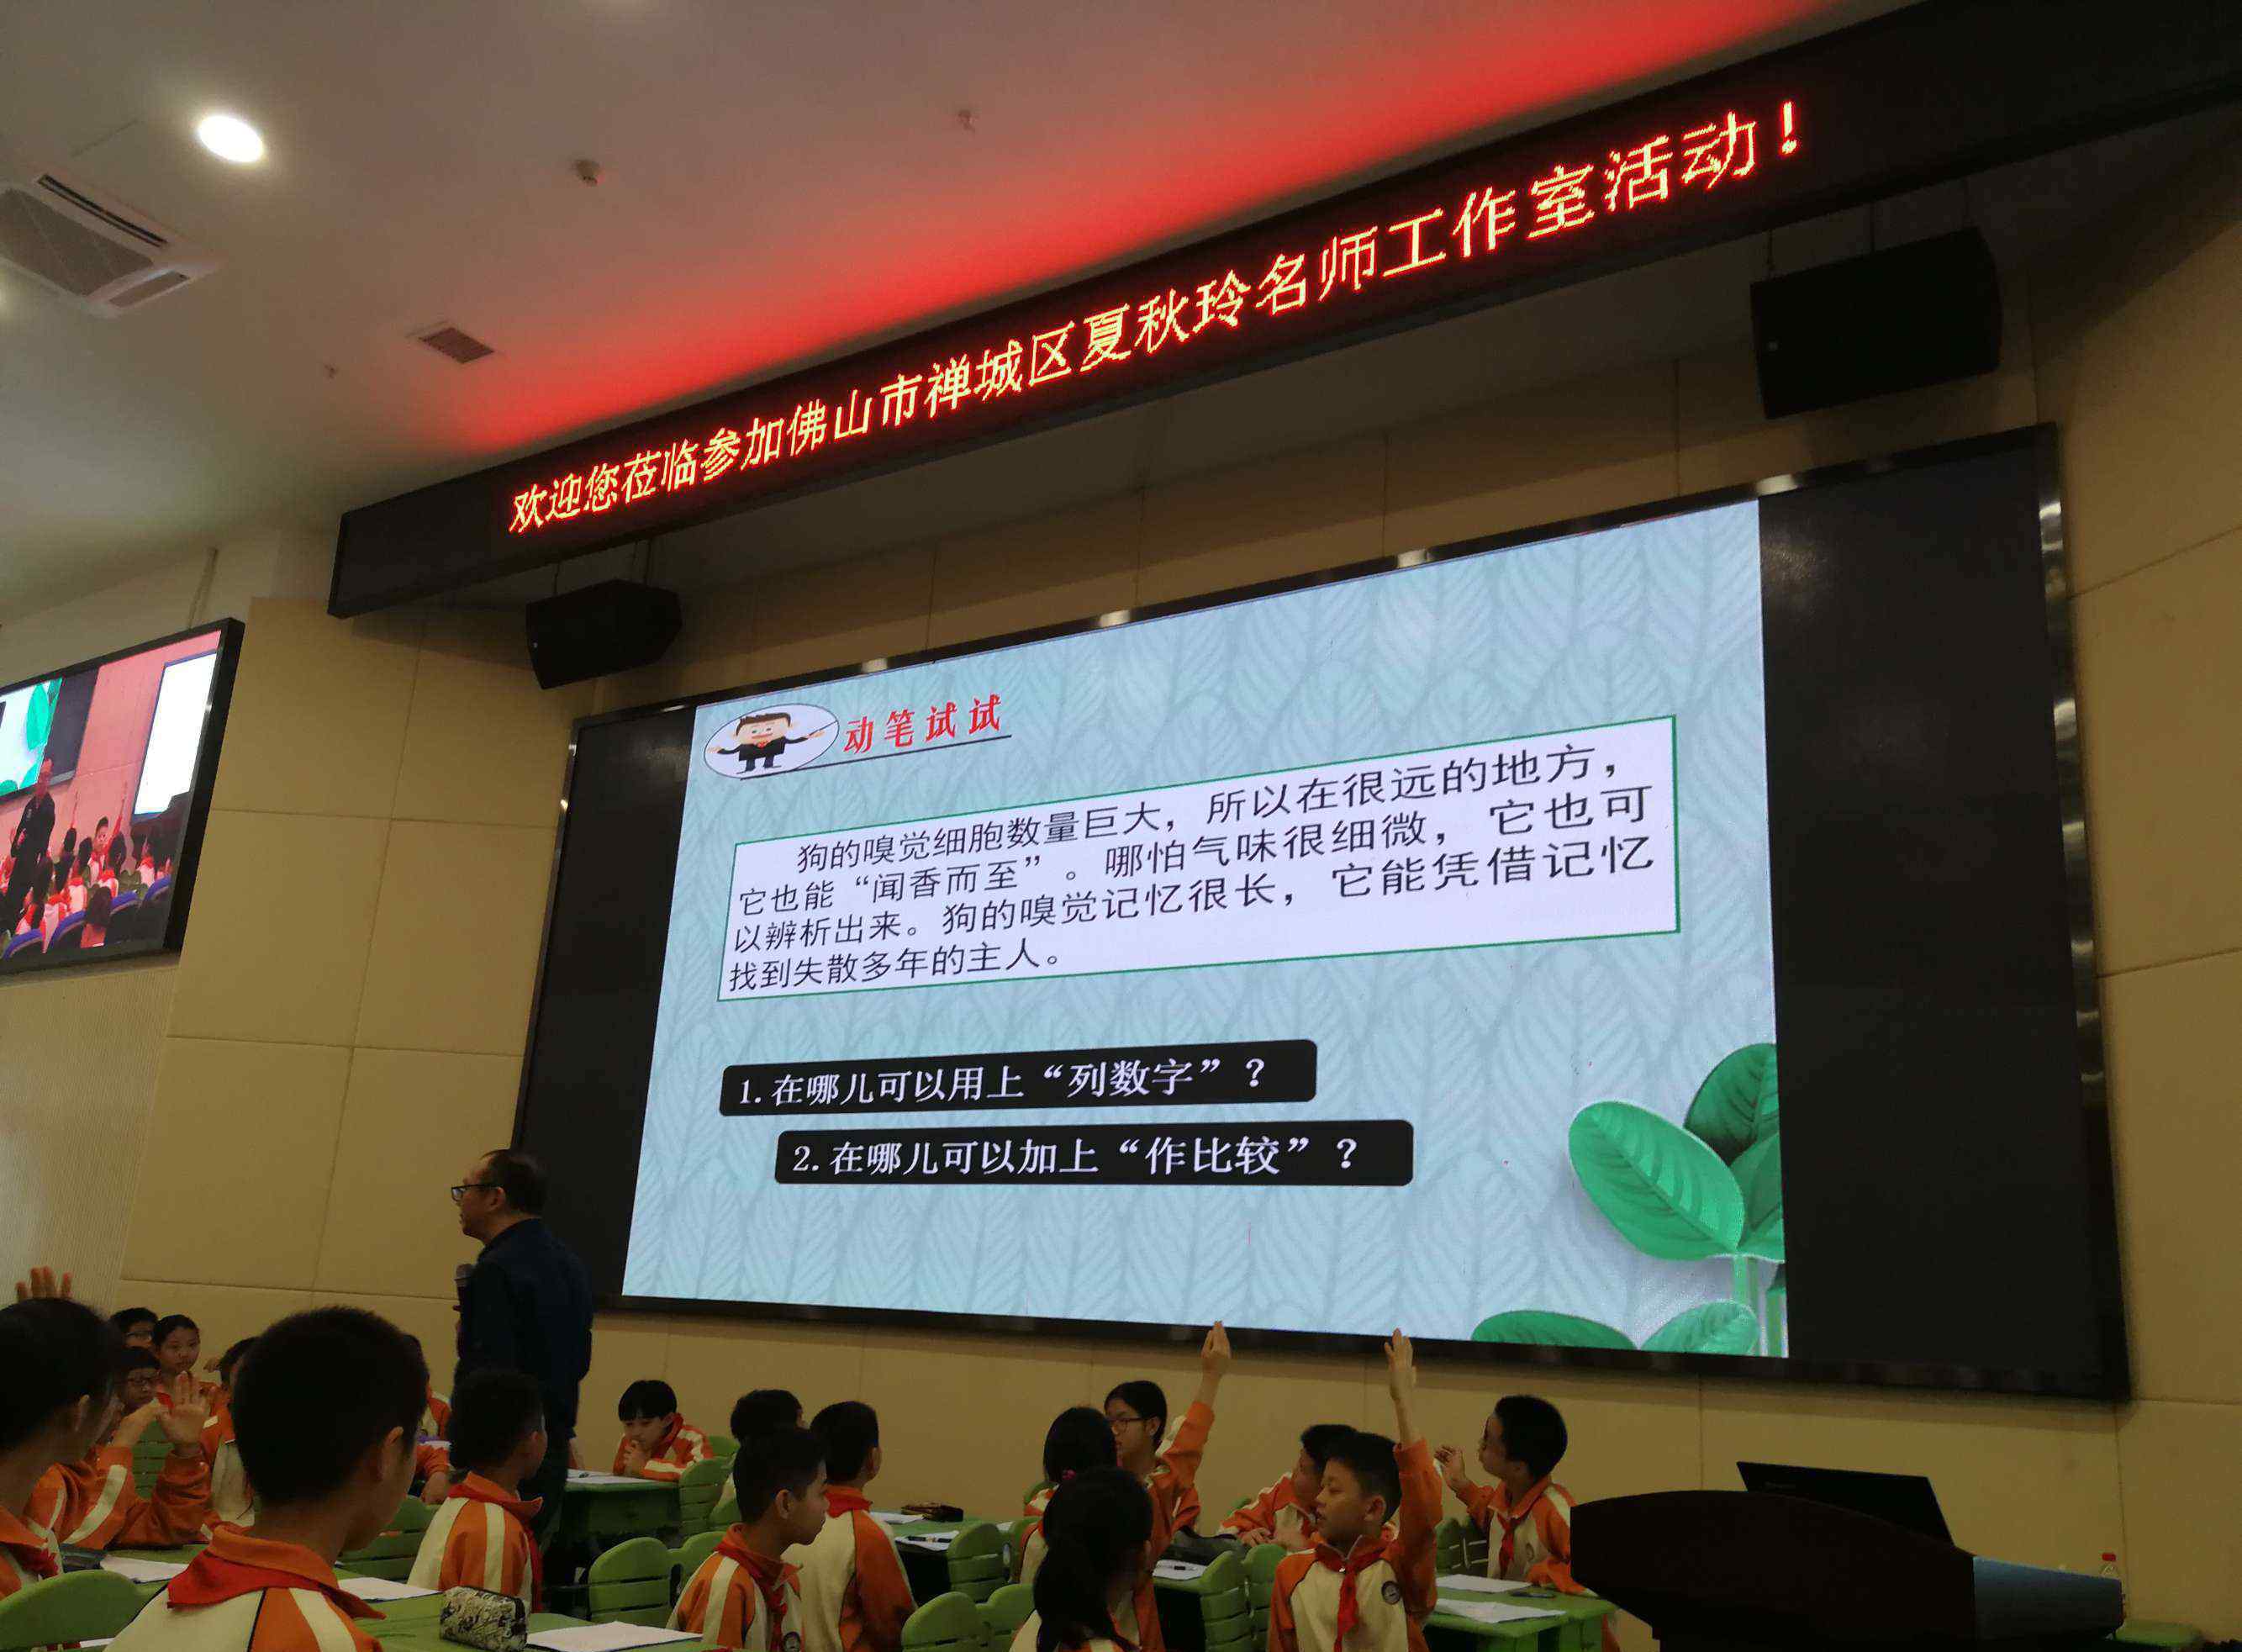 欢迎您莅临参加佛山市禅城区夏秋玲名师工作室活动！
动笔试试
狗的嗅觉细胞数量巨大，所以在很远的地方，
它也能“闻香而至”。哪怕气味很细微，它也可
以辨析出来。狗的嗅觉记忆很长，它能凭借记忆
找到失散多年的主人。
1.在哪儿可以用上“列数字”？
2.在哪儿可以加上“作比较”？